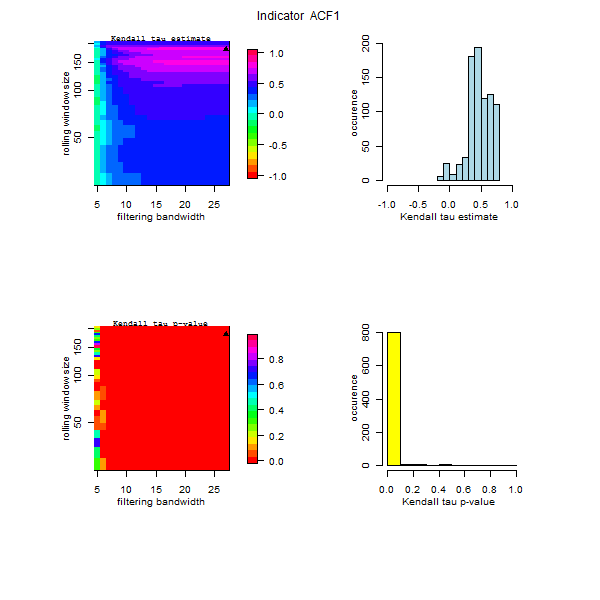 Indicator ACF1
Kendall tau estimate
rolling window size
50 100 150
5 10 15 20 25
filtering bandwidth
1.0
0.5
0.0
-0.5
-1.0
occurence
0 50 100 150 200
-1.0 -0.5 0.0 0.5 1.0
Kendall tau estimate
Kendall tau p-value
rolling window size
50 100 150
5 10 15 20 25
filtering bandwidth
0.8
0.6
0.4
0.2
0.0
occurence
0 200 400 600 800
0.0 0.2 0.4 0.6 0.8 1.0
Kendall tau p-value